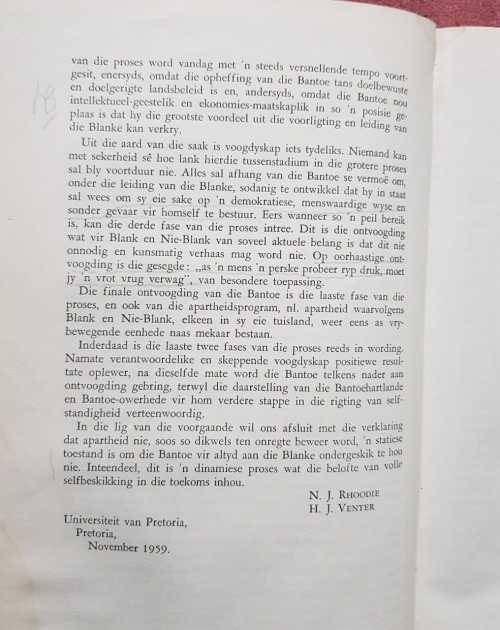 van die proses word vandag met 'n steeds versnellende tempo voort-
gesit, enersyds, omdat die opheffing van die Bantoe tans doelbewuste
en doelgerigte landsbeleid is en, andersyds, omdat die Bantoe nou
intellektueel-geestelik en ekonomies-maatskaplik in so 'n posisie ge-
plaas is dat hy die grootste voordeel uit die voorligting en leiding van
die Blanke kan verkry.
Uit die aard van die saak is voogdyskap iets tydeliks. Niemand kan
met sekerheid sê hoe lank hierdie tussenstadium in die grotere proses
sal bly voortduur nie. Alles sal afhang van die Bantoe se vermoë om,
onder die leiding van die Blanke, sodanig te ontwikkel dat hy in staat
sal wees om sy eie sake op 'n demokratiese, menswaardige wyse en
sonder gevaar vir homself te bestuur. Eers wanneer so 'n peil bereik
is, kan die derde fase van die proses intree. Dit is die ontvoogding
wat vir Blank en Nie-Blank van soveel aktuele belang is dat dit nie
onnodig en kunsmatig verhaas mag word nie. Op oorhaastige ont-
voogding is die gesegde: „as 'n mens 'n perske probeer ryp druk, moet
jy 'n vrot vrug verwag”, van besondere toepassing.
Die finale ontvoogding van die Bantoe is die laaste fase van die
proses, en ook van die apartheidsprogram, nl. apartheid waarvolgens
Blank en Nie-Blank, elkeen in sy eie tuisland, weer eens as vry-
bewegende eenhede naas mekaar bestaan.
Inderdaad is die laaste twee fases van die proses reeds in wording.
Namate verantwoordelike en skeppende voogdyskap positiewe resul-
tate oplewer, na dieselfde mate word die Bantoe telkens nader aan
ontvoogding gebring, terwyl die daarstelling van die Bantoehartlande
en Bantoe-owerhede vir hom verdere stappe in die rigting van self-
standigheid verteenwoordig.
In die lig van die voorgaande wil ons afsluit met die verklaring
dat apartheid nie, soos so dikwels ten onregte beweer word, 'n statiese
toestand is om die Bantoe vir altyd aan die Blanke ondergeskik te hou
nie. Inteendeel, dit is 'n dinamiese proses wat die belofte van volle
selfbeskikking in die toekoms inhou.
N. J. RHOODIE
H. J. VENTER
Universiteit van Pretoria,
Pretoria,
November 1959.